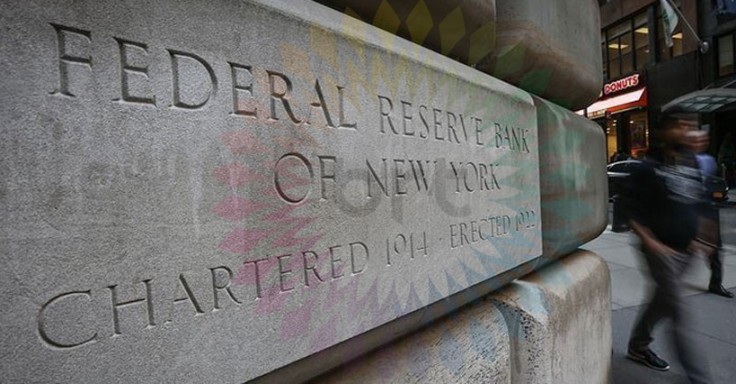 FEDERAL RESERVE BANK
OF NEW YORK
CHARTERED 1914 - ERECTED 1922
DONUTS